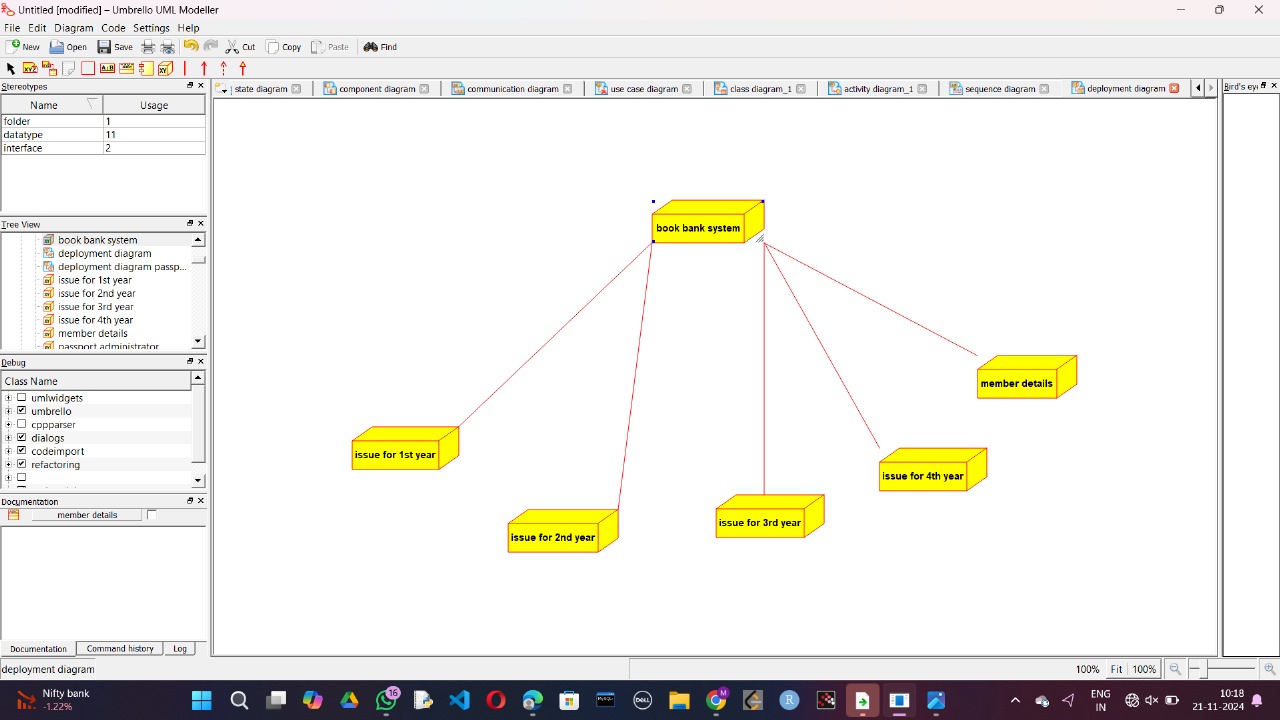 Untitled [modified] – Umbrello UML Modeller
File Edit Diagram Code Settings Help
New Open Save Cut Copy Paste Find
Stereotypes
Name Usage
folder 1
datatype 11
interface 2
Tree View
book bank system
deployment diagram
deployment diagram passp...
issue for 1st year
issue for 2nd year
issue for 3rd year
issue for 4th year
member details
passport administrator
Debug
Class Name
umlwidgets
umbrello
cppparser
dialogs
codeimport
refactoring
Documentation
member details
Documentation Command history Log
deployment diagram
state diagram component diagram communication diagram use case diagram class diagram_1 activity diagram_1 sequence diagram deployment diagram
Bird's eye
book bank system
member details
issue for 1st year
issue for 4th year
issue for 3rd year
issue for 2nd year
100% Fit 100%
Nifty bank
-1.22%
16
ENG
IN
10:18
21-11-2024